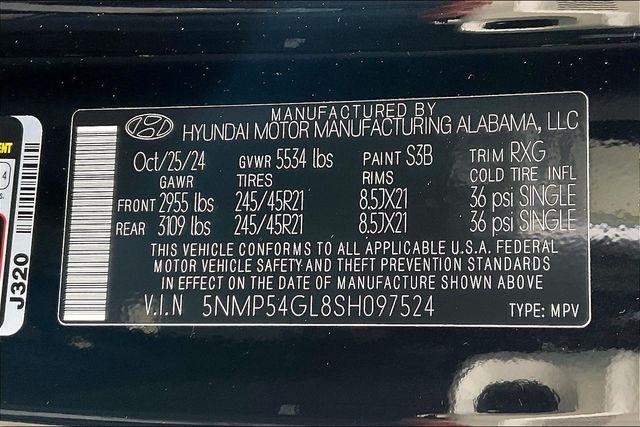 MANUFACTURED BY
HYUNDAI MOTOR MANUFACTURING ALABAMA, LLC
Oct/25/24 GVWR 5534 lbs PAINT S3B TRIM RXG
GAWR TIRES RIMS COLD TIRE INFL
FRONT 2955 lbs 245/45R21 8.5JX21 36 psi SINGLE
REAR 3109 lbs 245/45R21 8.5JX21 36 psi SINGLE
THIS VEHICLE CONFORMS TO ALL APPLICABLE U.S.A. FEDERAL
MOTOR VEHICLE SAFETY AND THEFT PREVENTION STANDARDS
IN EFFECT ON THE DATE OF MANUFACTURE SHOWN ABOVE
V.I.N 5NMP54GL8SH097524 TYPE: MPV
J320
4